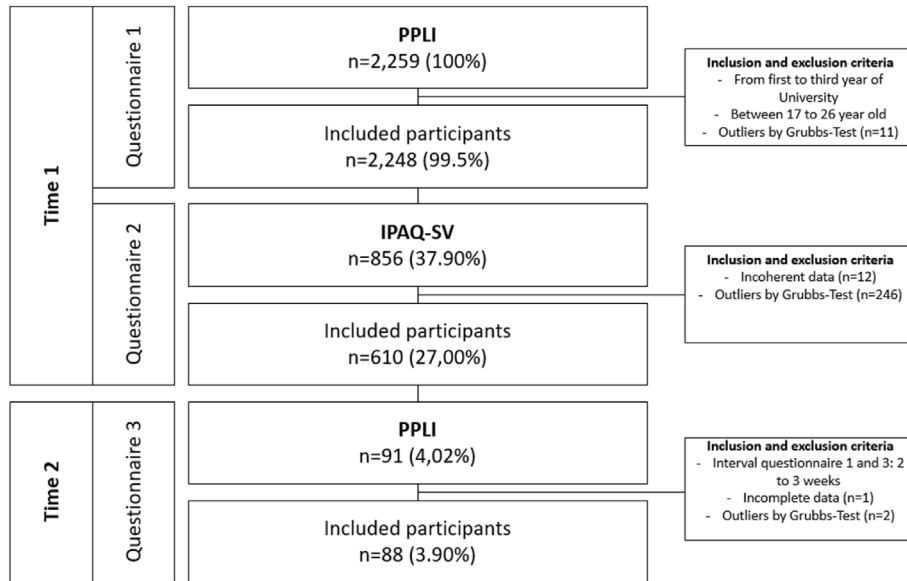 Time 1
Questionnaire 1
PPLI
n=2,259 (100%)
Inclusion and exclusion criteria
- From first to third year of
University
- Between 17 to 26 year old
- Outliers by Grubbs-Test (n=11)
Included participants
n=2,248 (99.5%)
Questionnaire 2
IPAQ-SV
n=856 (37.90%)
Inclusion and exclusion criteria
- Incoherent data (n=12)
- Outliers by Grubbs-Test (n=246)
Included participants
n=610 (27,00%)
Time 2
Questionnaire 3
PPLI
n=91 (4,02%)
Inclusion and exclusion criteria
- Interval questionnaire 1 and 3: 2
to 3 weeks
- Incomplete data (n=1)
- Outliers by Grubbs-Test (n=2)
Included participants
n=88 (3.90%)